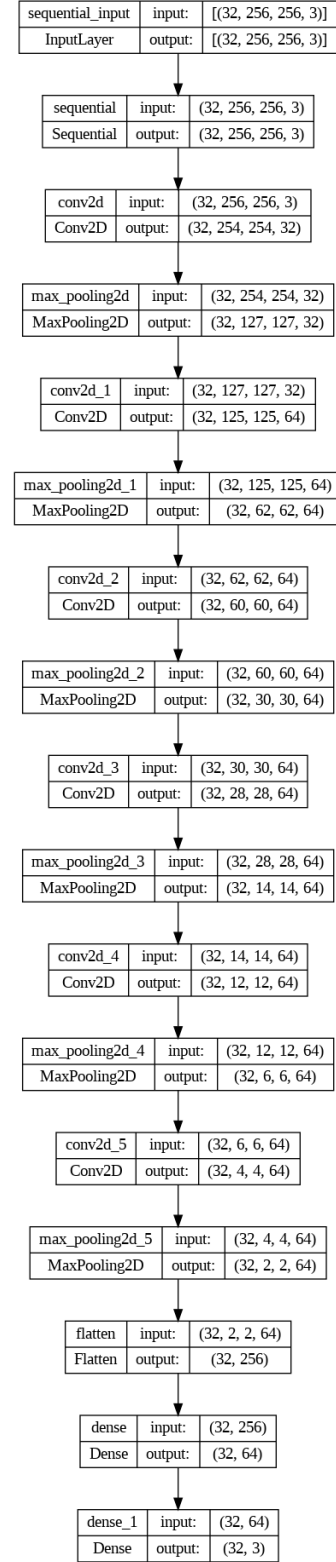 sequential_input input: [(32, 256, 256, 3)]
InputLayer output: [(32, 256, 256, 3)]
sequential input: (32, 256, 256, 3)
Sequential output: (32, 256, 256, 3)
conv2d input: (32, 256, 256, 3)
Conv2D output: (32, 254, 254, 32)
max_pooling2d input: (32, 254, 254, 32)
MaxPooling2D output: (32, 127, 127, 32)
conv2d_1 input: (32, 127, 127, 32)
Conv2D output: (32, 125, 125, 64)
max_pooling2d_1 input: (32, 125, 125, 64)
MaxPooling2D output: (32, 62, 62, 64)
conv2d_2 input: (32, 62, 62, 64)
Conv2D output: (32, 60, 60, 64)
max_pooling2d_2 input: (32, 60, 60, 64)
MaxPooling2D output: (32, 30, 30, 64)
conv2d_3 input: (32, 30, 30, 64)
Conv2D output: (32, 28, 28, 64)
max_pooling2d_3 input: (32, 28, 28, 64)
MaxPooling2D output: (32, 14, 14, 64)
conv2d_4 input: (32, 14, 14, 64)
Conv2D output: (32, 12, 12, 64)
max_pooling2d_4 input: (32, 12, 12, 64)
MaxPooling2D output: (32, 6, 6, 64)
conv2d_5 input: (32, 6, 6, 64)
Conv2D output: (32, 4, 4, 64)
max_pooling2d_5 input: (32, 4, 4, 64)
MaxPooling2D output: (32, 2, 2, 64)
flatten input: (32, 2, 2, 64)
Flatten output: (32, 256)
dense input: (32, 256)
Dense output: (32, 64)
dense_1 input: (32, 64)
Dense output: (32, 3)